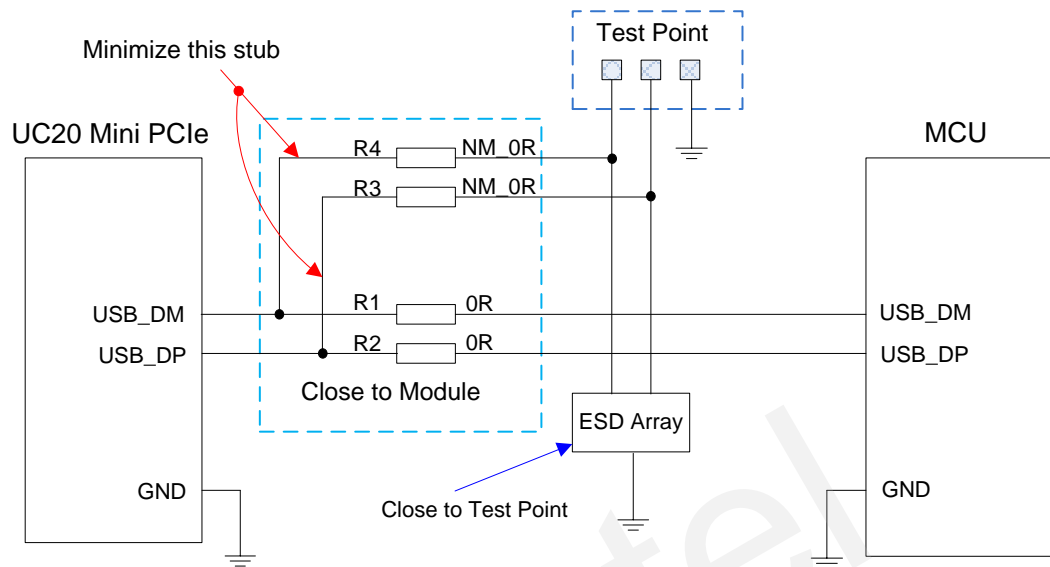 Minimize this stub
Test Point
UC20 Mini PCIe
MCU
R4
NM_0R
R3
NM_0R
USB_DM
R1
0R
USB_DM
USB_DP
R2
0R
USB_DP
Close to Module
ESD Array
GND
Close to Test Point
GND